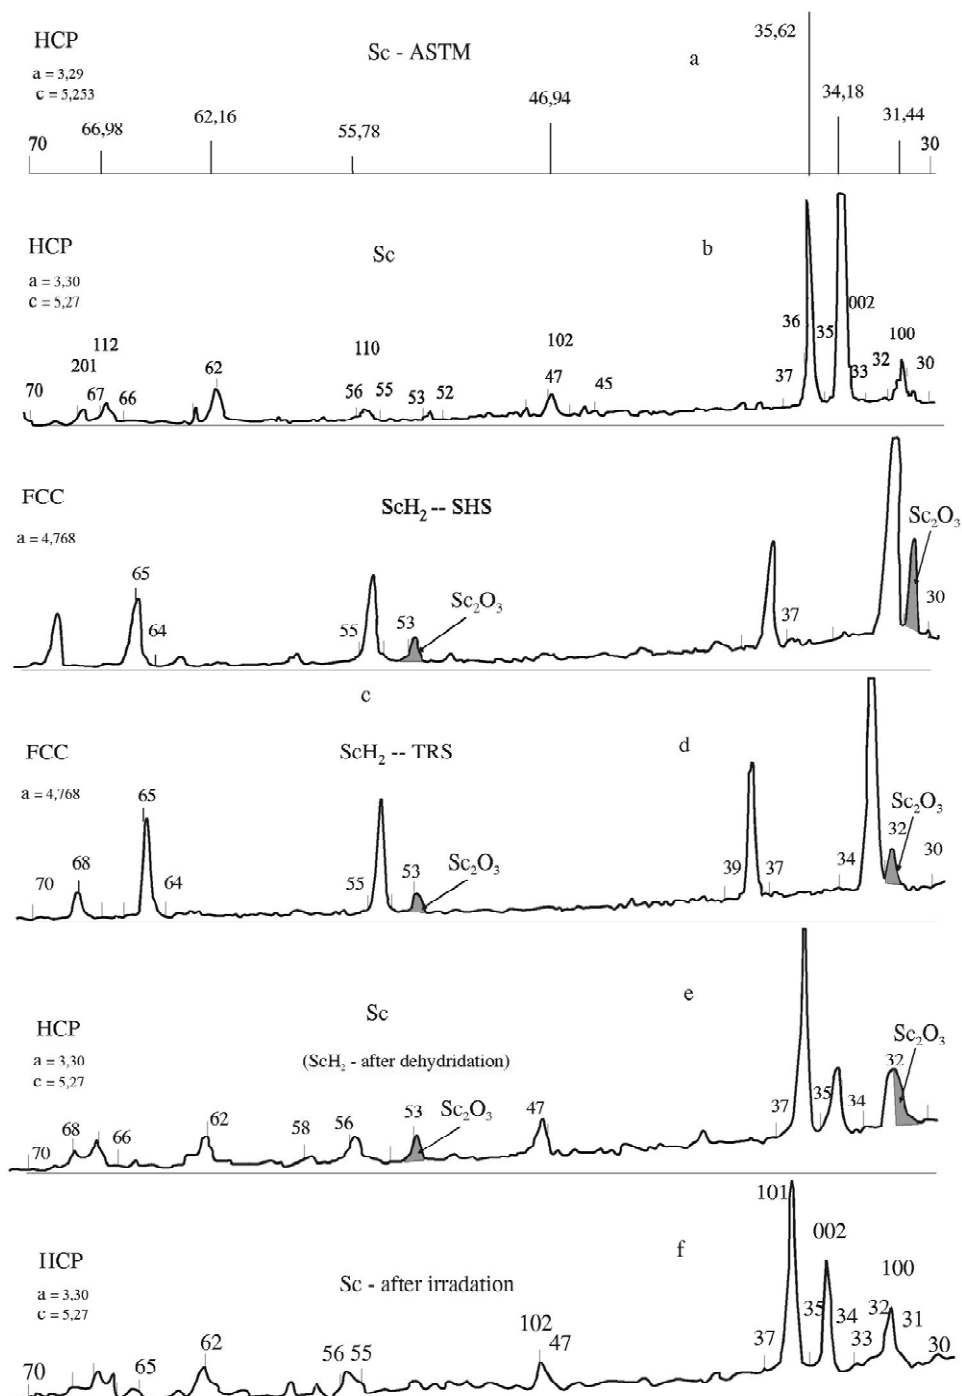 HCP
Sc - ASTM
a
35,62
a = 3,29
c = 5,253
34,18
31,44
46,94
62,16
66,98
55,78
70
30
HCP
Sc
b
a = 3,30
c = 5,27
002
36
35
100
112
110
102
201
62
47
32
30
70
67
66
56
55
53
52
45
37
33
FCC
ScH2 -- SHS
Sc2O3
a = 4,768
65
Sc2O3
64
55
53
37
30
c
FCC
ScH2 -- TRS
d
a = 4,768
65
Sc2O3
32
68
Sc2O3
70
64
55
53
39
37
34
30
e
Sc
HCP
Sc2O3
a = 3,30
(ScH2 - after dehydridation)
32
c = 5,27
Sc2O3
62
53
47
37
35
34
68
66
58
56
70
101
002
f
HCP
Sc - after irradation
100
a = 3,30
c = 5,27
102
35
34
32
31
62
47
37
33
30
70
65
56
55